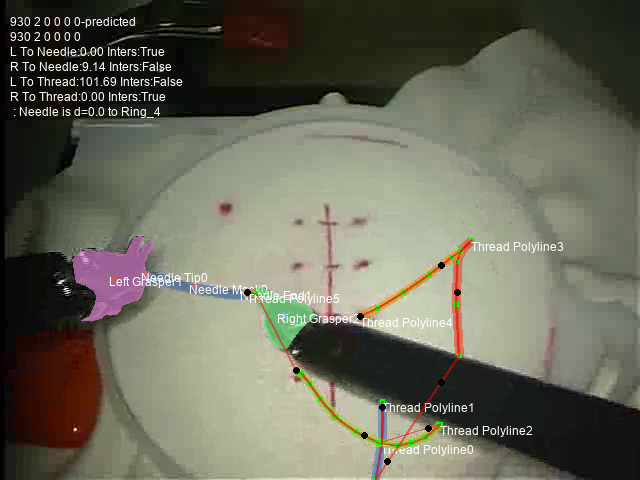 930 2 0 0 0 0-predicted
930 2 0 0 0 0
L To Needle:0.00 Inters:True
R To Needle:9.14 Inters:False
L To Thread:101.69 Inters:False
R To Thread:0.00 Inters:True
: Needle is d=0.0 to Ring_4
Thread Polyline3
Needle Tip0
Left Grasper1
Needle
Thread Polyline5
Right Grasper2
Thread Polyline4
Thread Polyline1
Thread Polyline2
Thread Polyline0